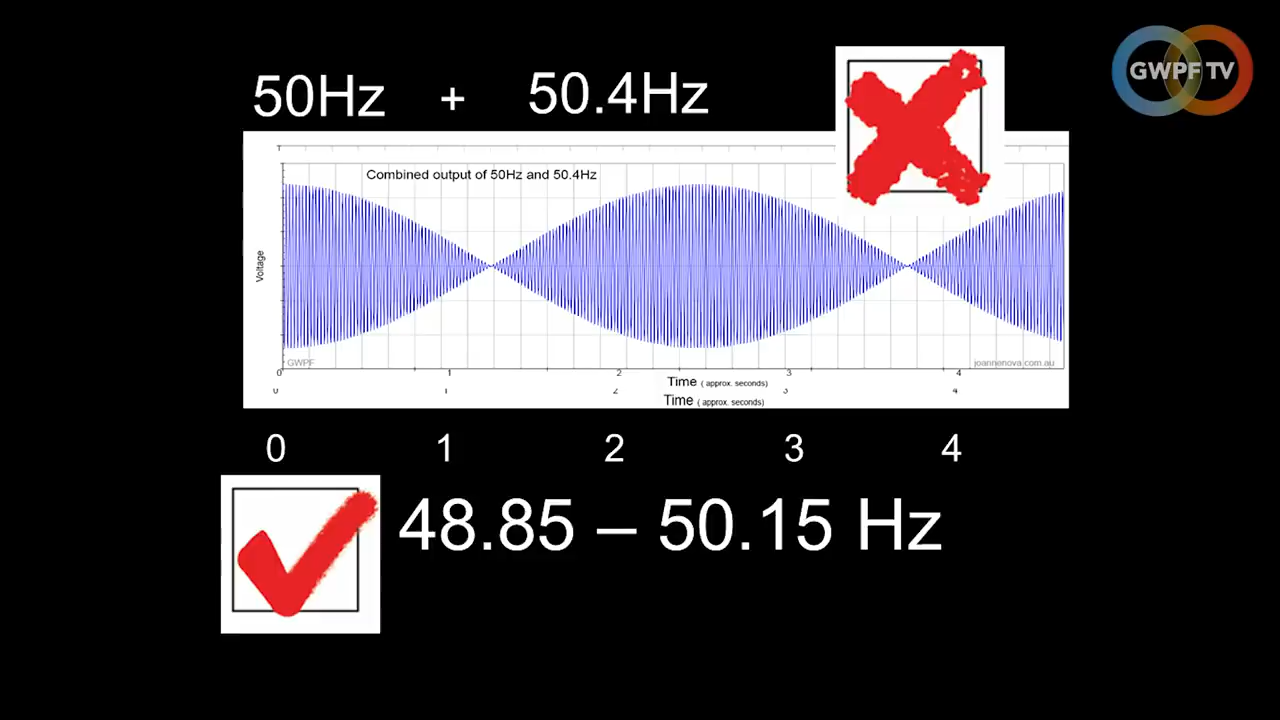 GWPF TV
50Hz + 50.4Hz
Combined output of 50Hz and 50.4Hz
Voltage
GWPF
joannenova.com.au
0 1 2 3 4
Time ( approx. seconds)
0 1 2 3 4
Time ( approx. seconds)
0 1 2 3 4
48.85 – 50.15 Hz